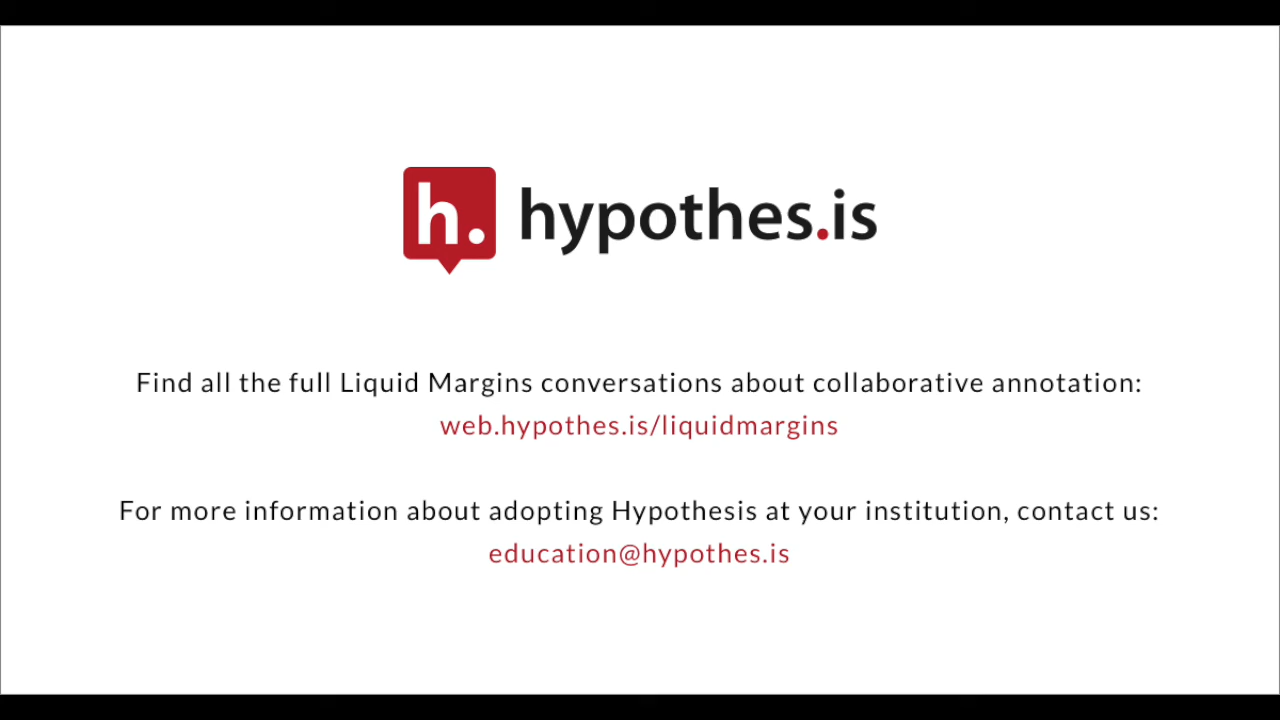 h. hypothes.is
Find all the full Liquid Margins conversations about collaborative annotation:
web.hypothes.is/liquidmargins
For more information about adopting Hypothesis at your institution, contact us:
education@hypothes.is